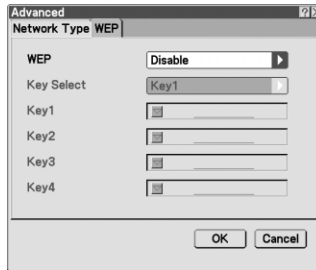 Advanced
Network Type WEP
WEP Disable
Key Select Key1
Key1
Key2
Key3
Key4
OK Cancel